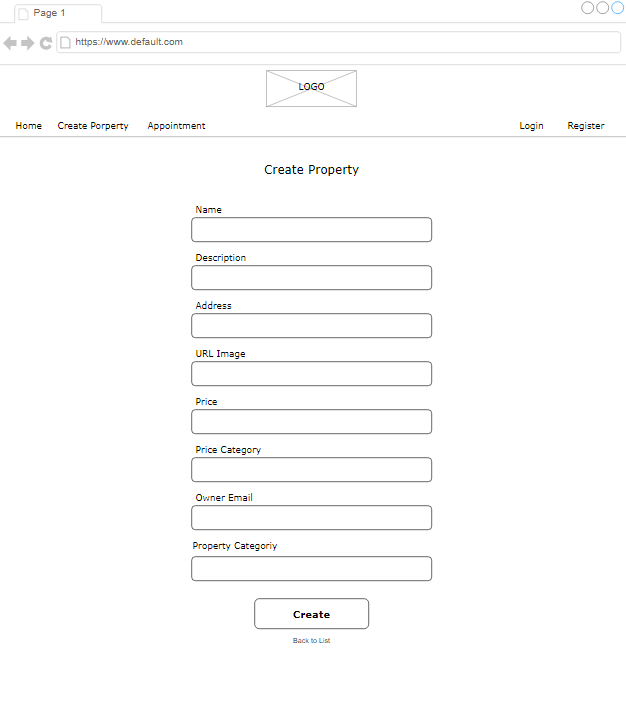 Page 1
https://www.default.com
LOGO
Home Create Porperty Appointment Login Register
Create Property
Name
Description
Address
URL Image
Price
Price Category
Owner Email
Property Categoriy
Create
Back to List